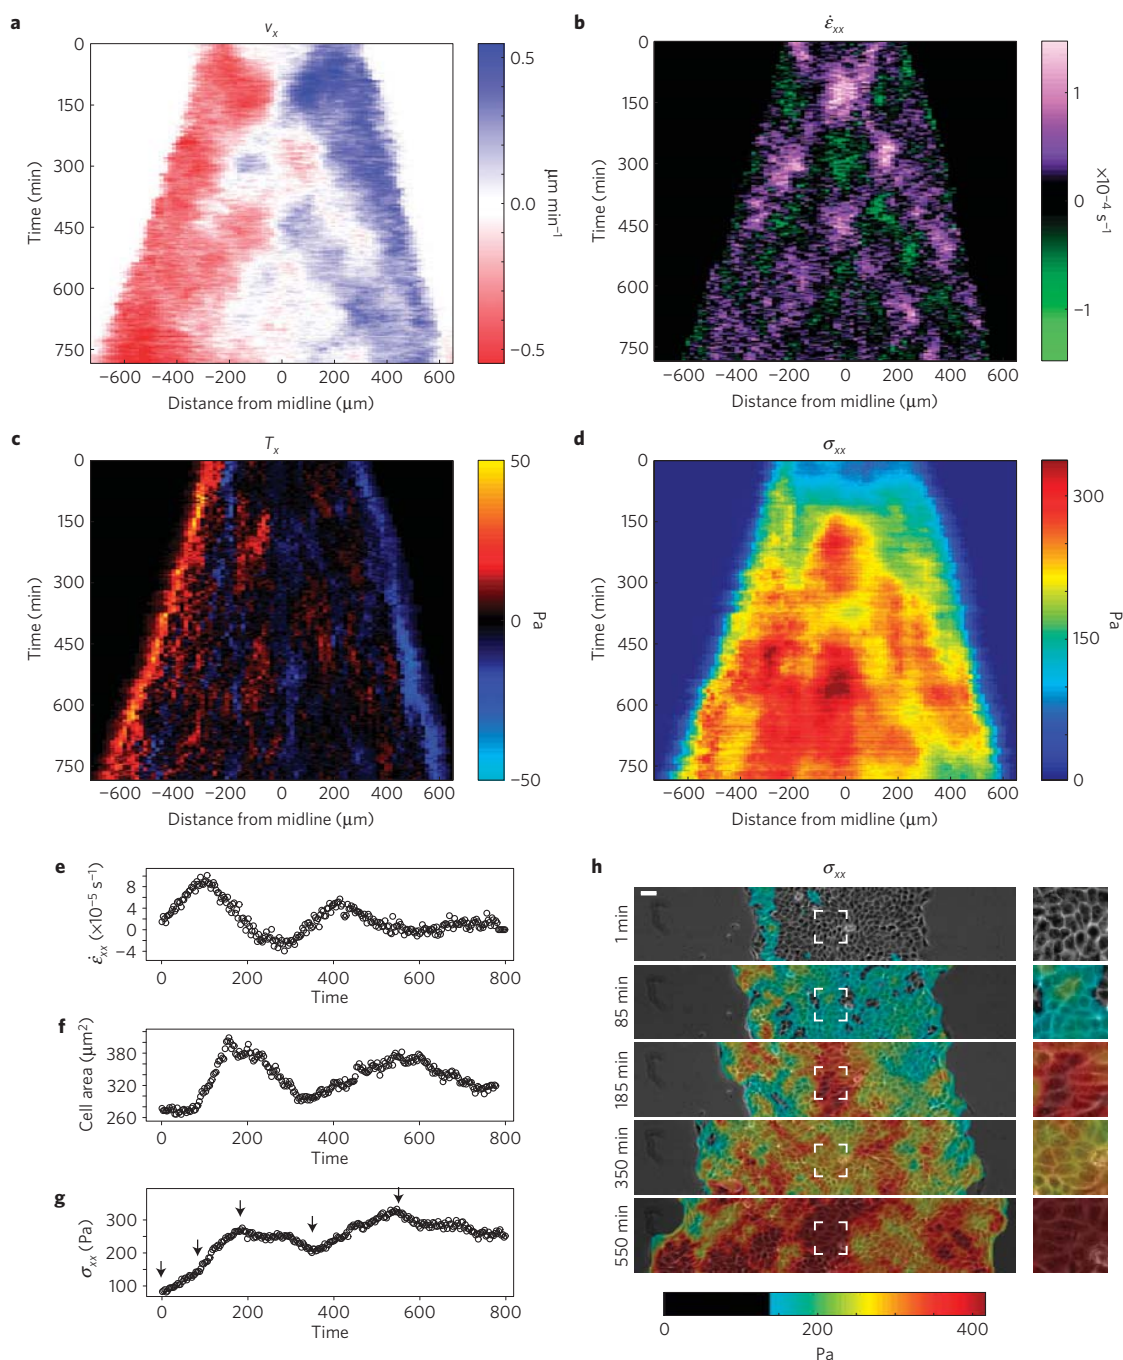 a
v_x
0
150
300
450
600
750
Time (min)
−600 −400 −200 0 200 400 600
Distance from midline (μm)
0.5
0.0
−0.5
μm min⁻¹
b
ε̇_xx
0
150
300
450
600
750
Time (min)
−600 −400 −200 0 200 400 600
Distance from midline (μm)
1
0
−1
×10⁻⁴ s⁻¹
c
T_x
0
150
300
450
600
750
Time (min)
−600 −400 −200 0 200 400 600
Distance from midline (μm)
50
0
−50
Pa
d
σ_xx
0
150
300
450
600
750
Time (min)
−600 −400 −200 0 200 400 600
Distance from midline (μm)
300
150
0
Pa
e
ε̇_xx (×10⁻⁵ s⁻¹)
8
4
0
−4
0 200 400 600 800
Time
f
Cell area (μm²)
380
320
260
0 200 400 600 800
Time
g
σ_xx (Pa)
300
200
100
0 200 400 600 800
Time
h
σ_xx
1 min
85 min
185 min
350 min
550 min
0 200 400
Pa